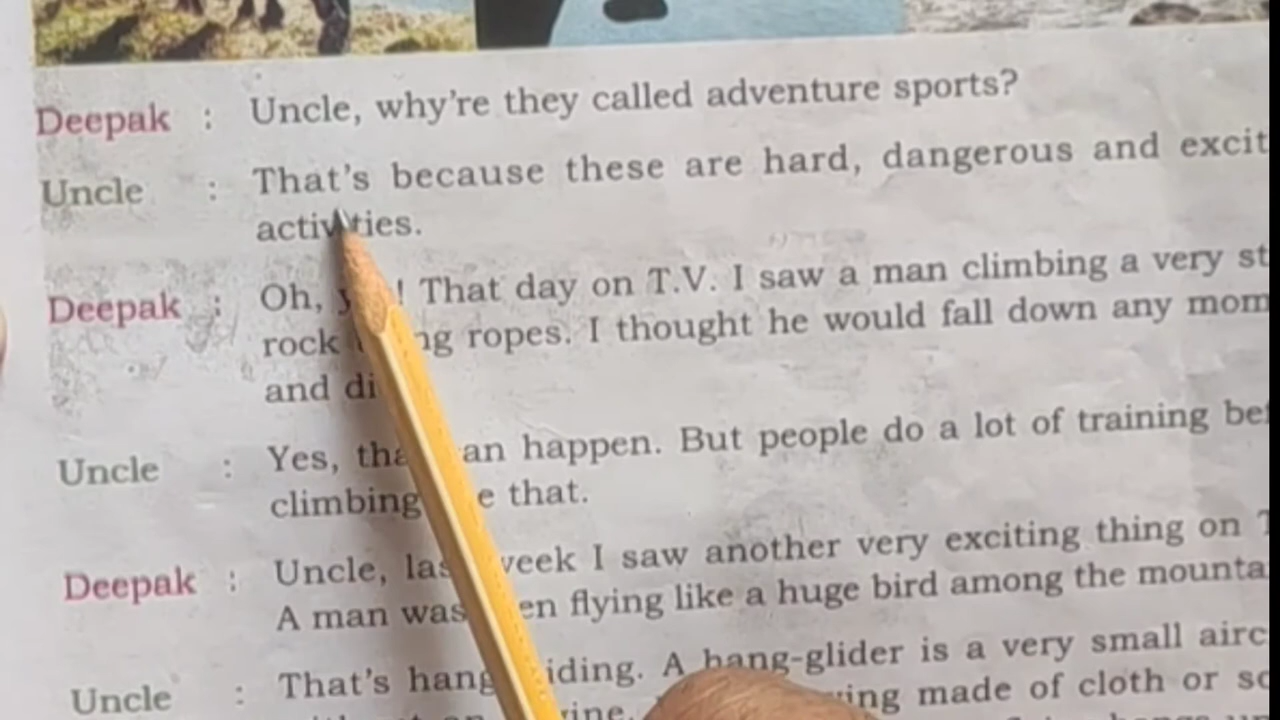 Deepak : Uncle, why're they called adventure sports?
Uncle : That's because these are hard, dangerous and excit
activities.
Deepak : Oh, ! That day on T.V. I saw a man climbing a very st
rock ropes. I thought he would fall down any mom
and di
Uncle : Yes, tha an happen. But people do a lot of training bef
climbing e that.
Deepak : Uncle, las week I saw another very exciting thing on T
A man was en flying like a huge bird among the mounta
Uncle : That's hang iding. A hang-glider is a very small airc
ing made of cloth or so